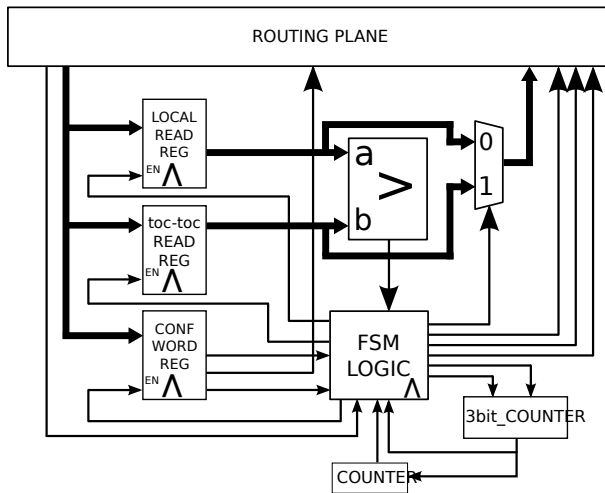 ROUTING PLANE
LOCAL
READ
REG
EN
a
0
>
1
b
toc-toc
READ
REG
EN
CONF
WORD
REG
EN
FSM
LOGIC
3bit_COUNTER
COUNTER